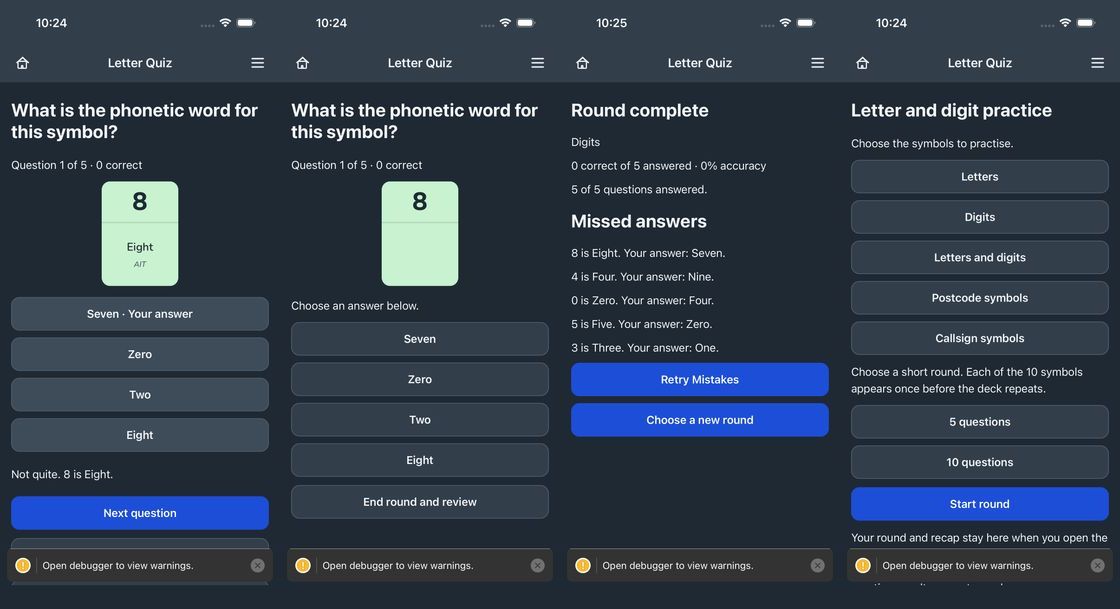 10:24
Letter Quiz
What is the phonetic word for
this symbol?
Question 1 of 5 · 0 correct
8
Eight
AIT
Seven · Your answer
Zero
Two
Eight
Not quite. 8 is Eight.
Next question
Open debugger to view warnings.
10:24
Letter Quiz
What is the phonetic word for
this symbol?
Question 1 of 5 · 0 correct
8
Choose an answer below.
Seven
Zero
Two
Eight
End round and review
Open debugger to view warnings.
10:25
Letter Quiz
Round complete
Digits
0 correct of 5 answered · 0% accuracy
5 of 5 questions answered.
Missed answers
8 is Eight. Your answer: Seven.
4 is Four. Your answer: Nine.
0 is Zero. Your answer: Four.
5 is Five. Your answer: Zero.
3 is Three. Your answer: One.
Retry Mistakes
Choose a new round
Open debugger to view warnings.
10:24
Letter Quiz
Letter and digit practice
Choose the symbols to practise.
Letters
Digits
Letters and digits
Postcode symbols
Callsign symbols
Choose a short round. Each of the 10 symbols
appears once before the deck repeats.
5 questions
10 questions
Start round
Your round and recap stay here when you open the
Open debugger to view warnings.